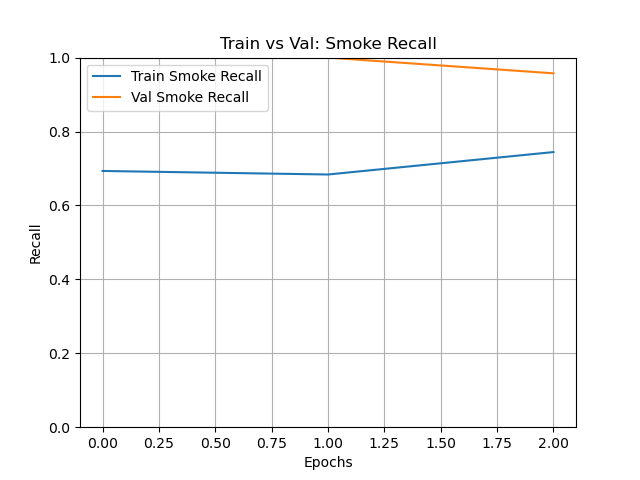 Train vs Val: Smoke Recall
Train Smoke Recall
Val Smoke Recall
1.0
0.8
0.6
0.4
0.2
0.0
Recall
0.00 0.25 0.50 0.75 1.00 1.25 1.50 1.75 2.00
Epochs